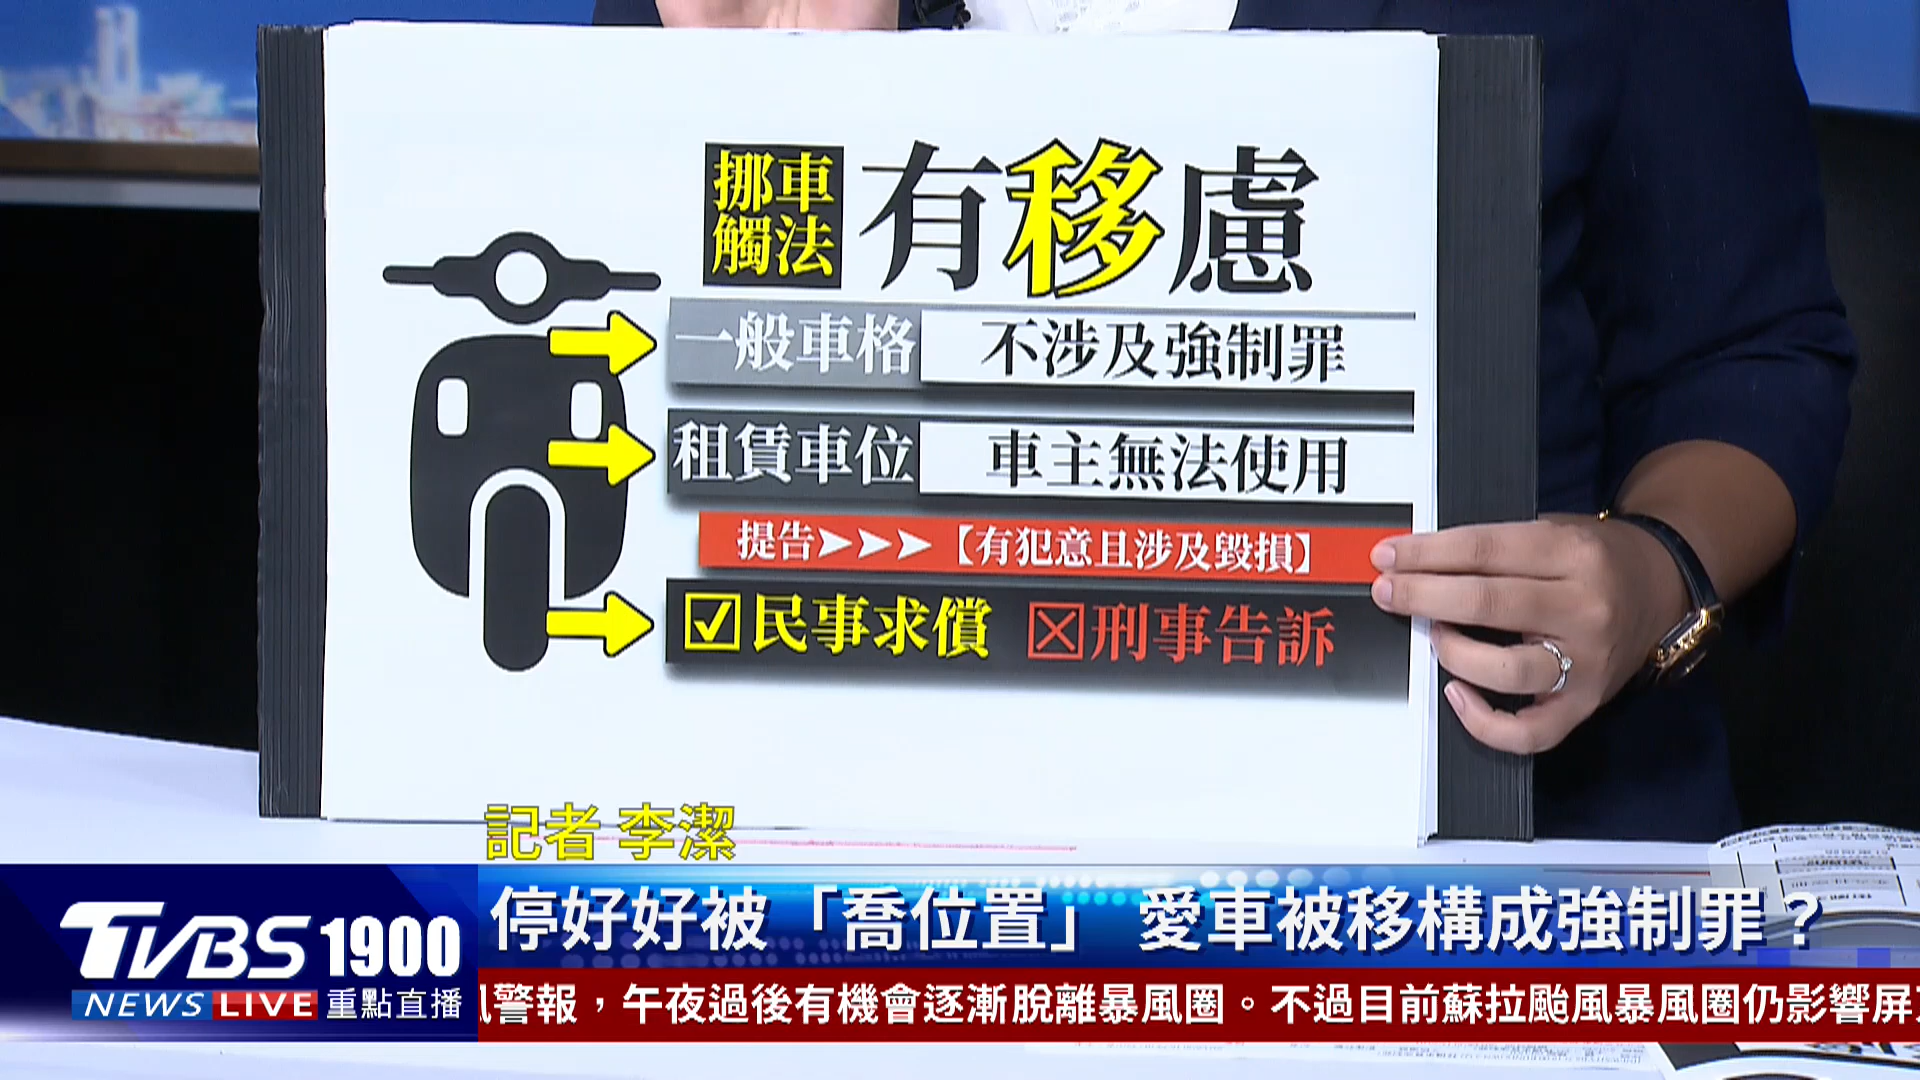 挪車
觸法
有移慮
一般車格 不涉及強制罪
租賃車位 車主無法使用
提告➤➤➤【有犯意且涉及毀損】
☑民事求償 ☒刑事告訴
記者 李潔
停好好被「喬位置」 愛車被移構成強制罪？
TVBS 1900
NEWS LIVE 重點直播
警報，午夜過後有機會逐漸脫離暴風圈。不過目前蘇拉颱風暴風圈仍影響屏